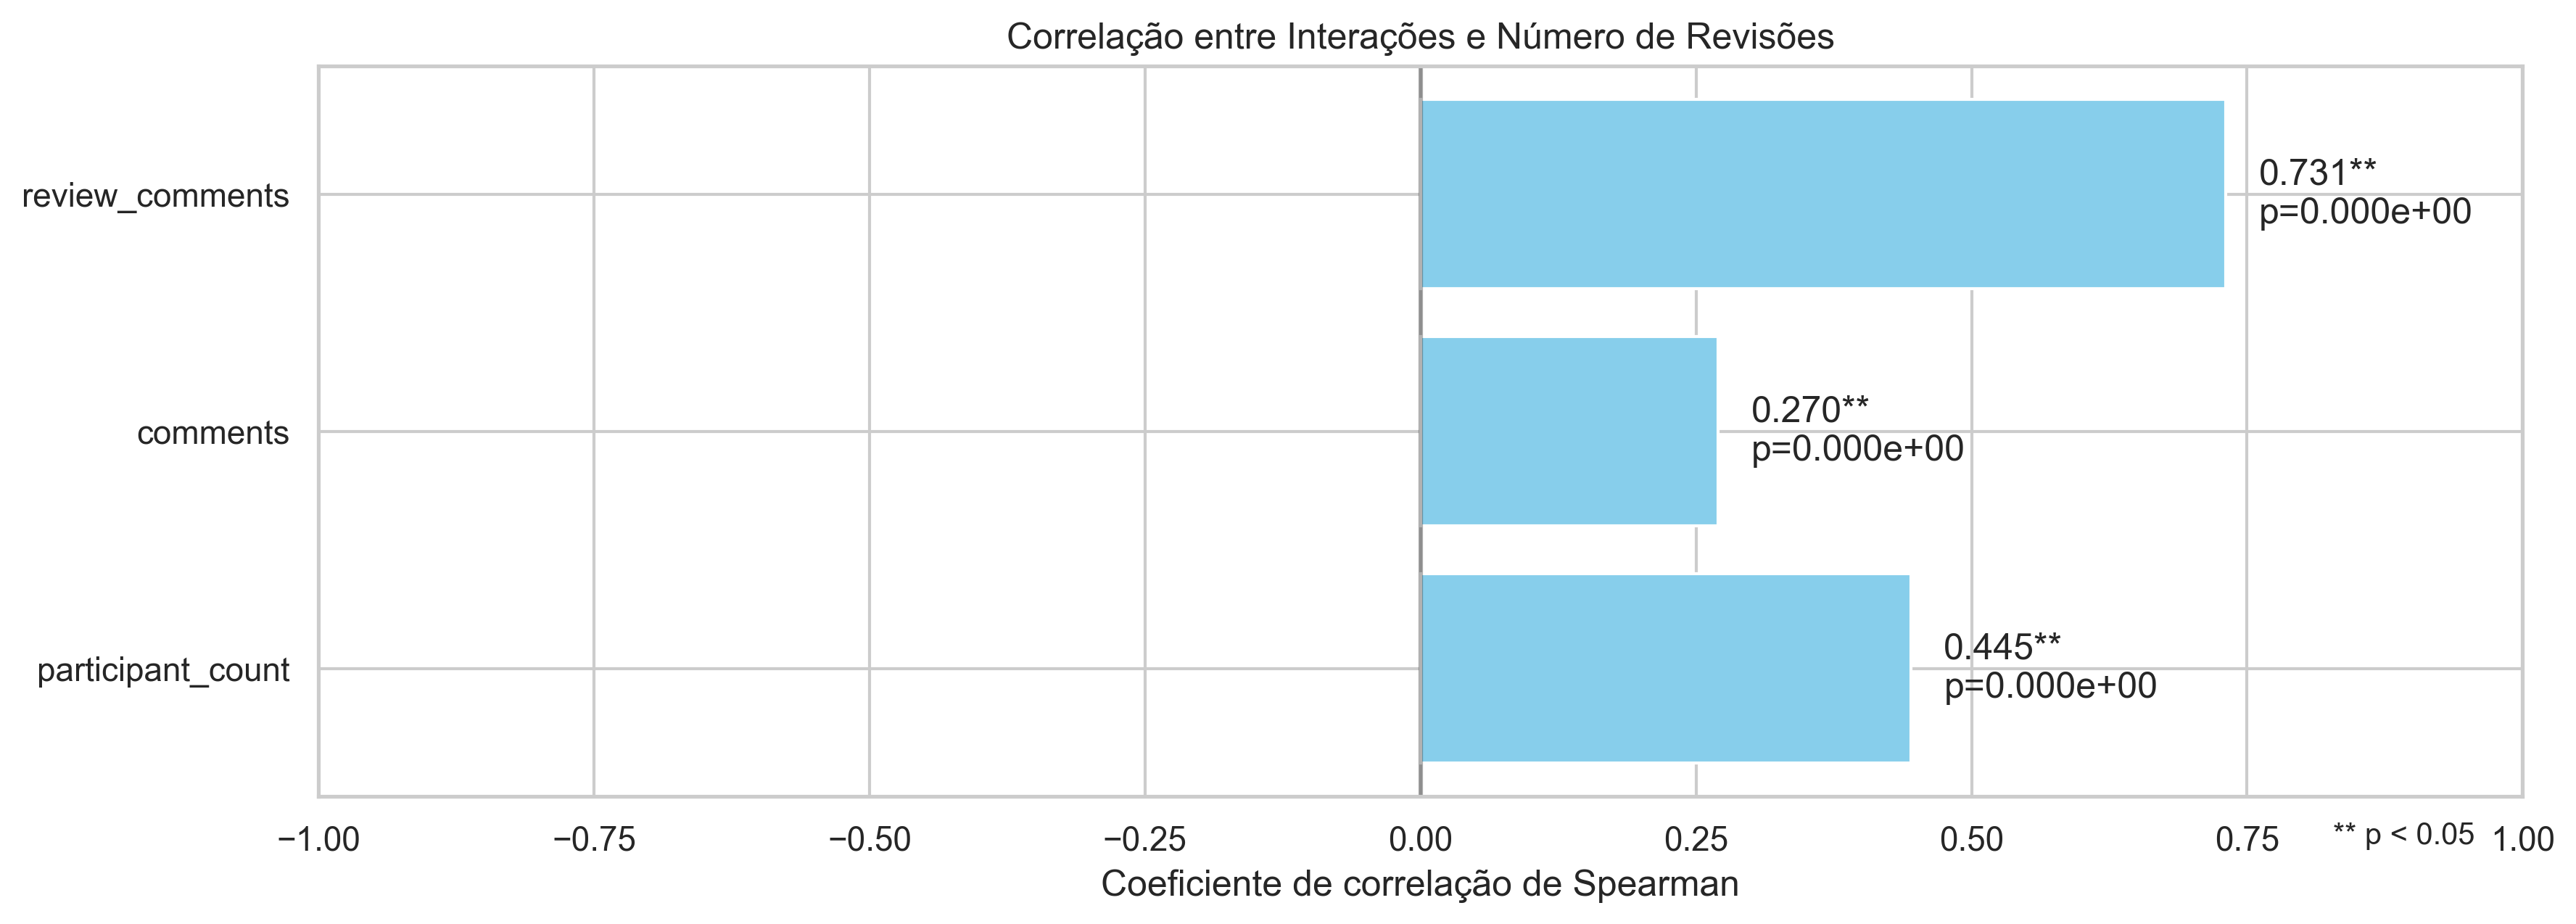 Correlação entre Interações e Número de Revisões
review_comments
0.731**
p=0.000e+00
comments
0.270**
p=0.000e+00
participant_count
0.445**
p=0.000e+00
−1.00 −0.75 −0.50 −0.25 0.00 0.25 0.50 0.75 ** p < 0.05 1.00
Coeficiente de correlação de Spearman